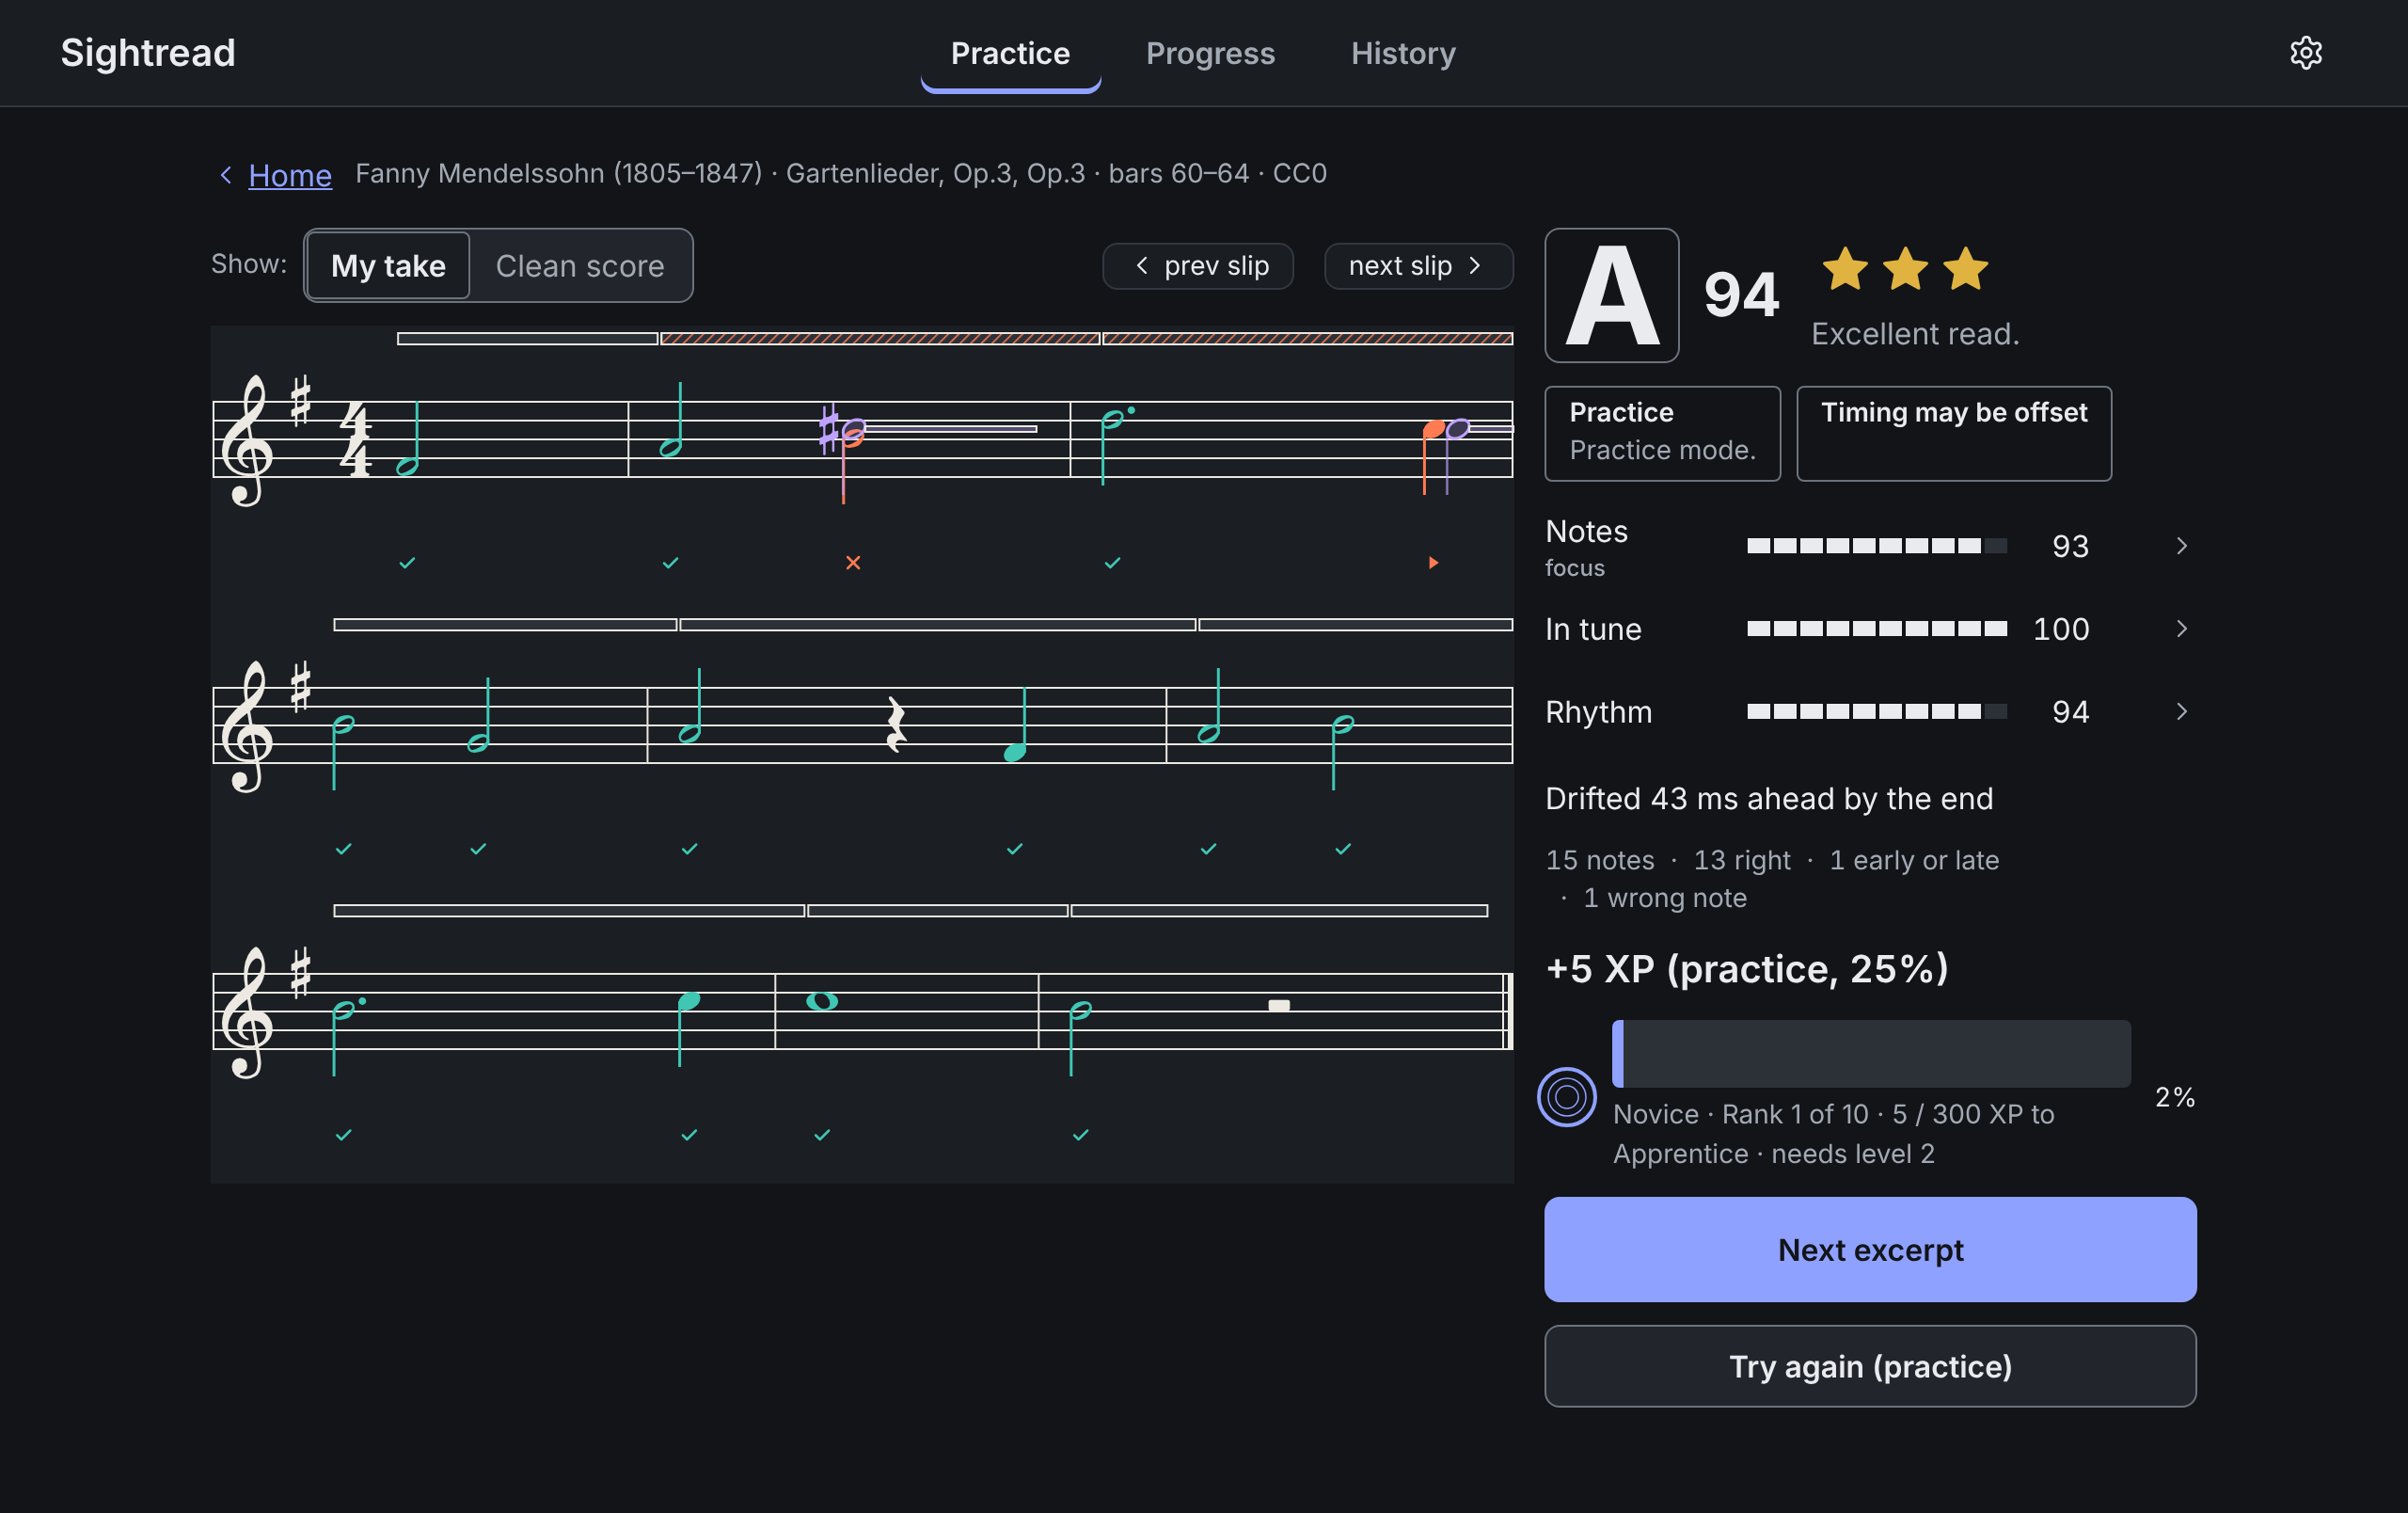 Sightread
Practice
Progress
History
Home
Fanny Mendelssohn (1805–1847) · Gartenlieder, Op.3, Op.3 · bars 60–64 · CC0
Show:
My take
Clean score
prev slip
next slip
A
94
Excellent read.
Practice
Practice mode.
Timing may be offset
4
4
Notes
focus
93
In tune
100
Rhythm
94
Drifted 43 ms ahead by the end
15 notes · 13 right · 1 early or late
· 1 wrong note
+5 XP (practice, 25%)
2%
Novice · Rank 1 of 10 · 5 / 300 XP to
Apprentice · needs level 2
Next excerpt
Try again (practice)